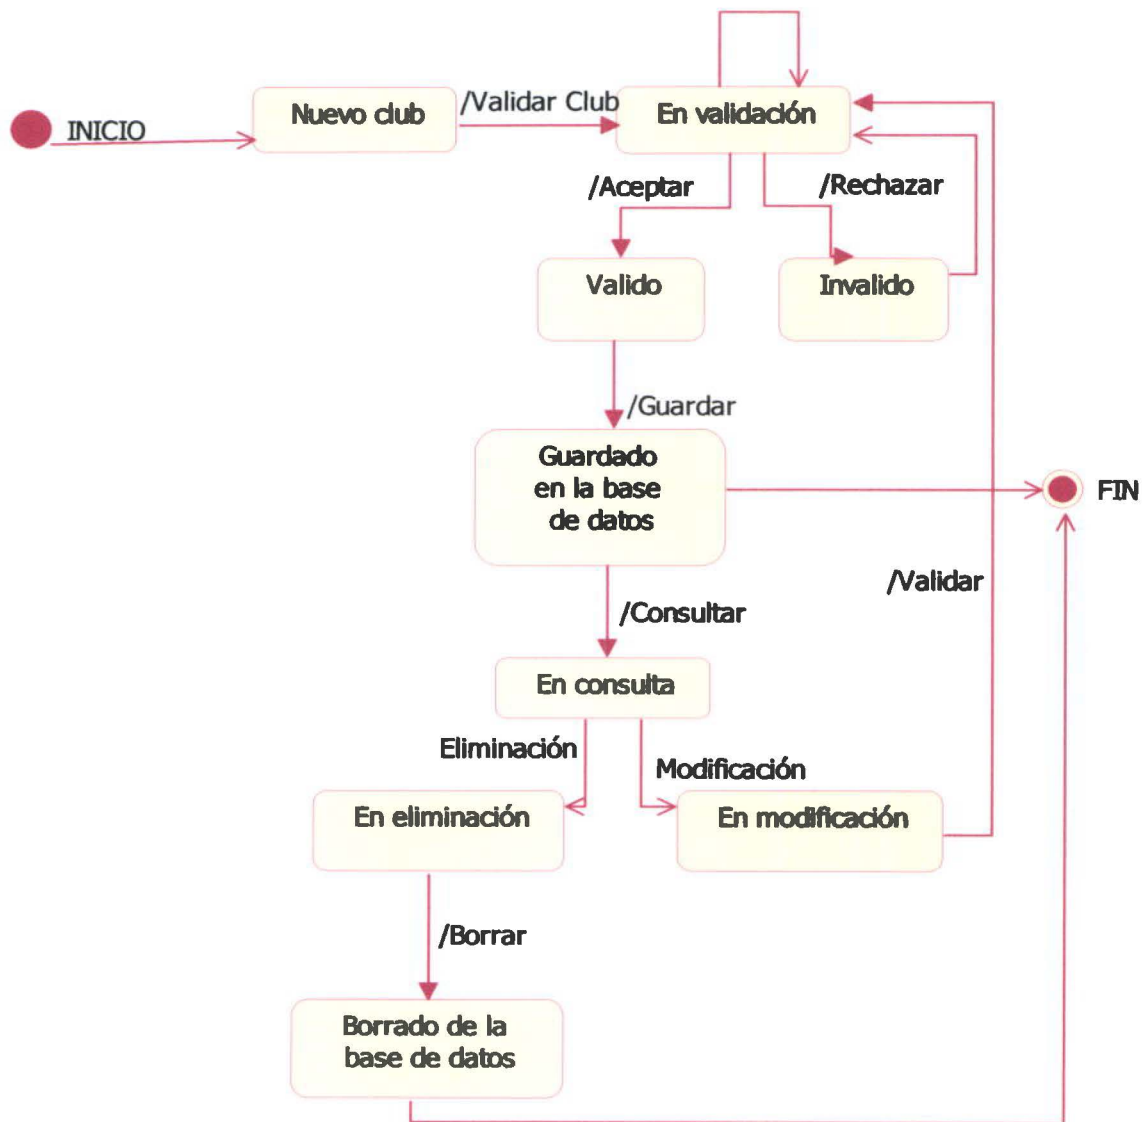 INICIO
Nuevo club
/Validar Club
En validación
/Aceptar
/Rechazar
Valido
Invalido
/Guardar
Guardado
en la base
de datos
FIN
/Validar
/Consultar
En consulta
Eliminación
Modificación
En eliminación
En modificación
/Borrar
Borrado de la
base de datos